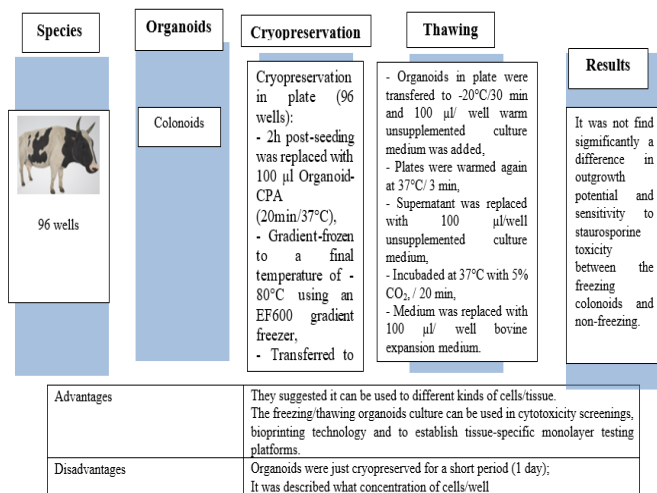 Species
96 wells
Organoids
Colonoids
Cryopreservation
Cryopreservation
in plate (96
wells):
- 2h post-seeding
was replaced with
100 µl Organoid-
CPA
(20min/37°C),
- Gradient-frozen
to a final
temperature of -
80°C using an
EF600 gradient
freezer,
- Transferred to
Thawing
- Organoids in plate were
transfered to -20°C/30 min
and 100 µl/ well warm
unsupplemented culture
medium was added,
- Plates were warmed again
at 37°C/ 3 min,
- Supernatant was replaced
with 100 µl/well
unsupplemented culture
medium,
- Incubaded at 37°C with 5%
CO₂, / 20 min,
- Medium was replaced with
100 µl/ well bovine
expansion medium.
Results
It was not find
significantly a
difference in
outgrowth
potential and
sensitivity to
staurosporine
toxicity
between the
freezing
colonoids and
non-freezing.
Advantages
They suggested it can be used to different kinds of cells/tissue.
The freezing/thawing organoids culture can be used in cytotoxicity screenings,
bioprinting technology and to establish tissue-specific monolayer testing
platforms.
Disadvantages
Organoids were just cryopreserved for a short period (1 day);
It was described what concentration of cells/well